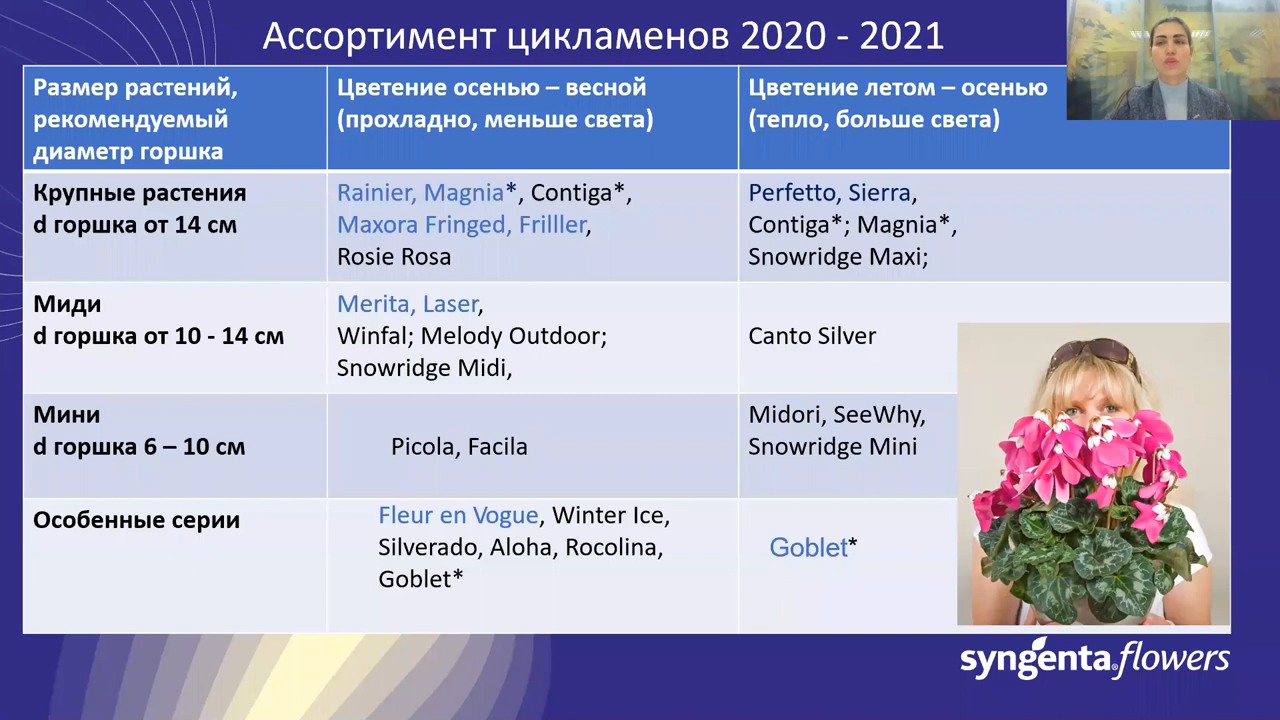 Ассортимент цикламенов 2020 - 2021
Размер растений,
рекомендуемый
диаметр горшка
Цветение осенью – весной
(прохладно, меньше света)
Цветение летом – осенью
(тепло, больше света)
Крупные растения
d горшка от 14 см
Rainier, Magnia*, Contiga*,
Maxora Fringed, Frilller,
Rosie Rosa
Perfetto, Sierra,
Contiga*; Magnia*,
Snowridge Maxi;
Миди
d горшка от 10 - 14 см
Merita, Laser,
Winfal; Melody Outdoor;
Snowridge Midi,
Canto Silver
Мини
d горшка 6 – 10 см
Picola, Facila
Midori, SeeWhy,
Snowridge Mini
Особенные серии
Fleur en Vogue, Winter Ice,
Silverado, Aloha, Rocolina,
Goblet*
Goblet*
syngenta® flowers